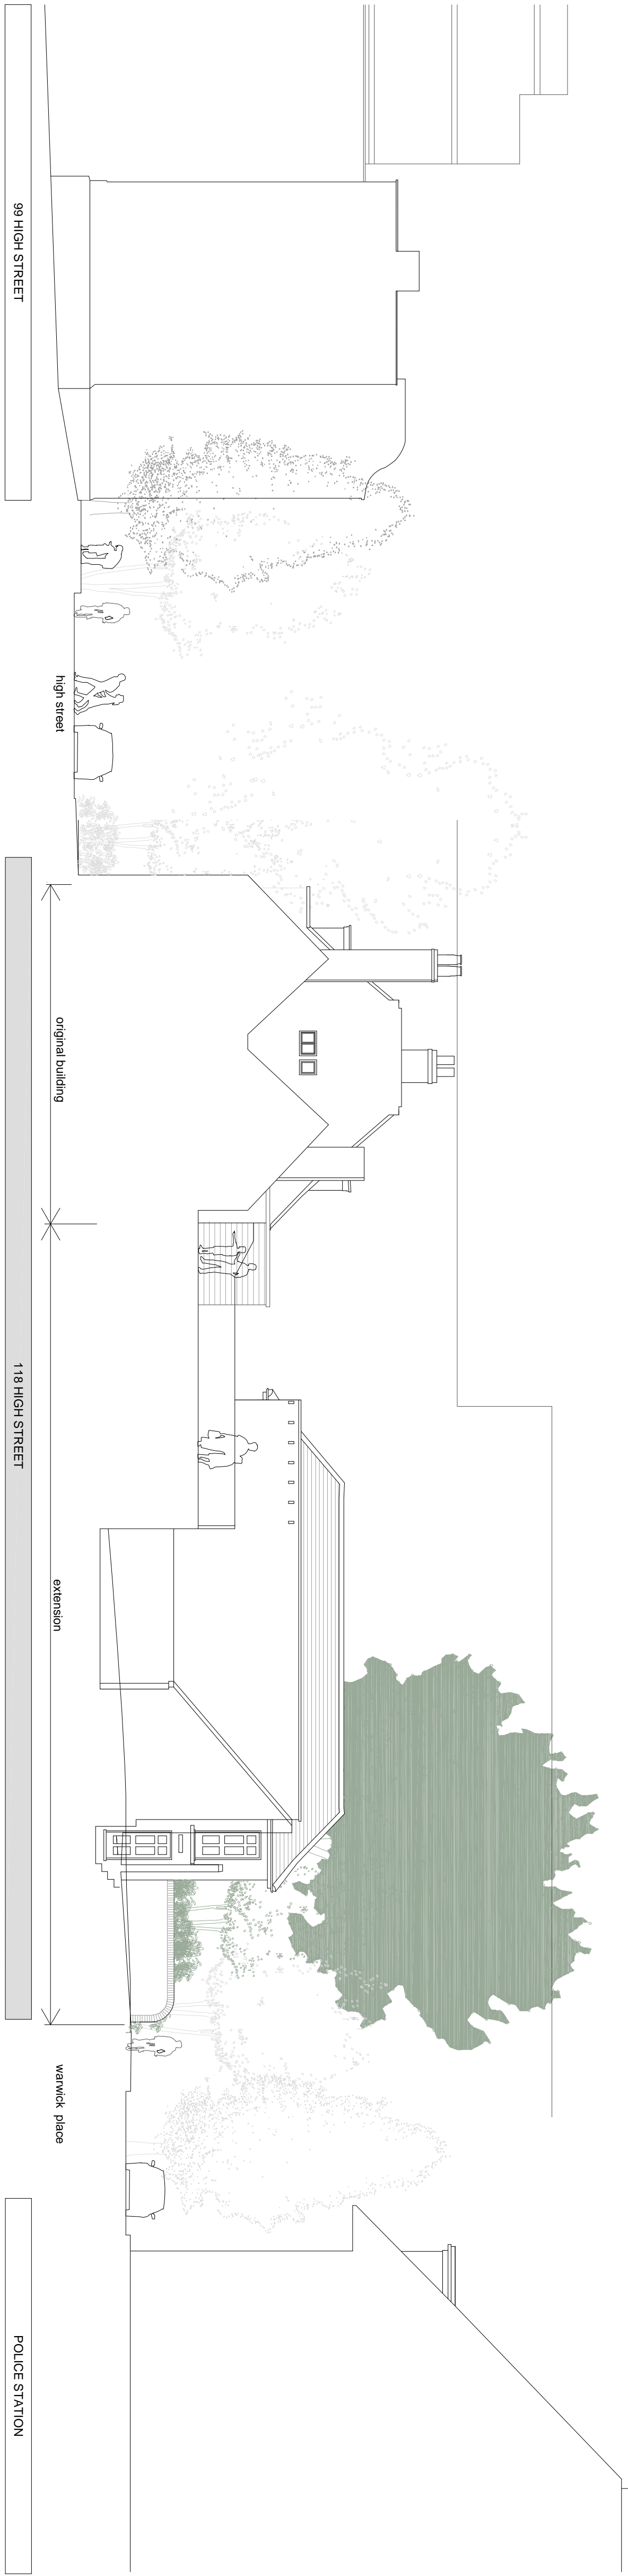 99 HIGH STREET
high street
original building
118 HIGH STREET
extension
warwick place
POLICE STATION